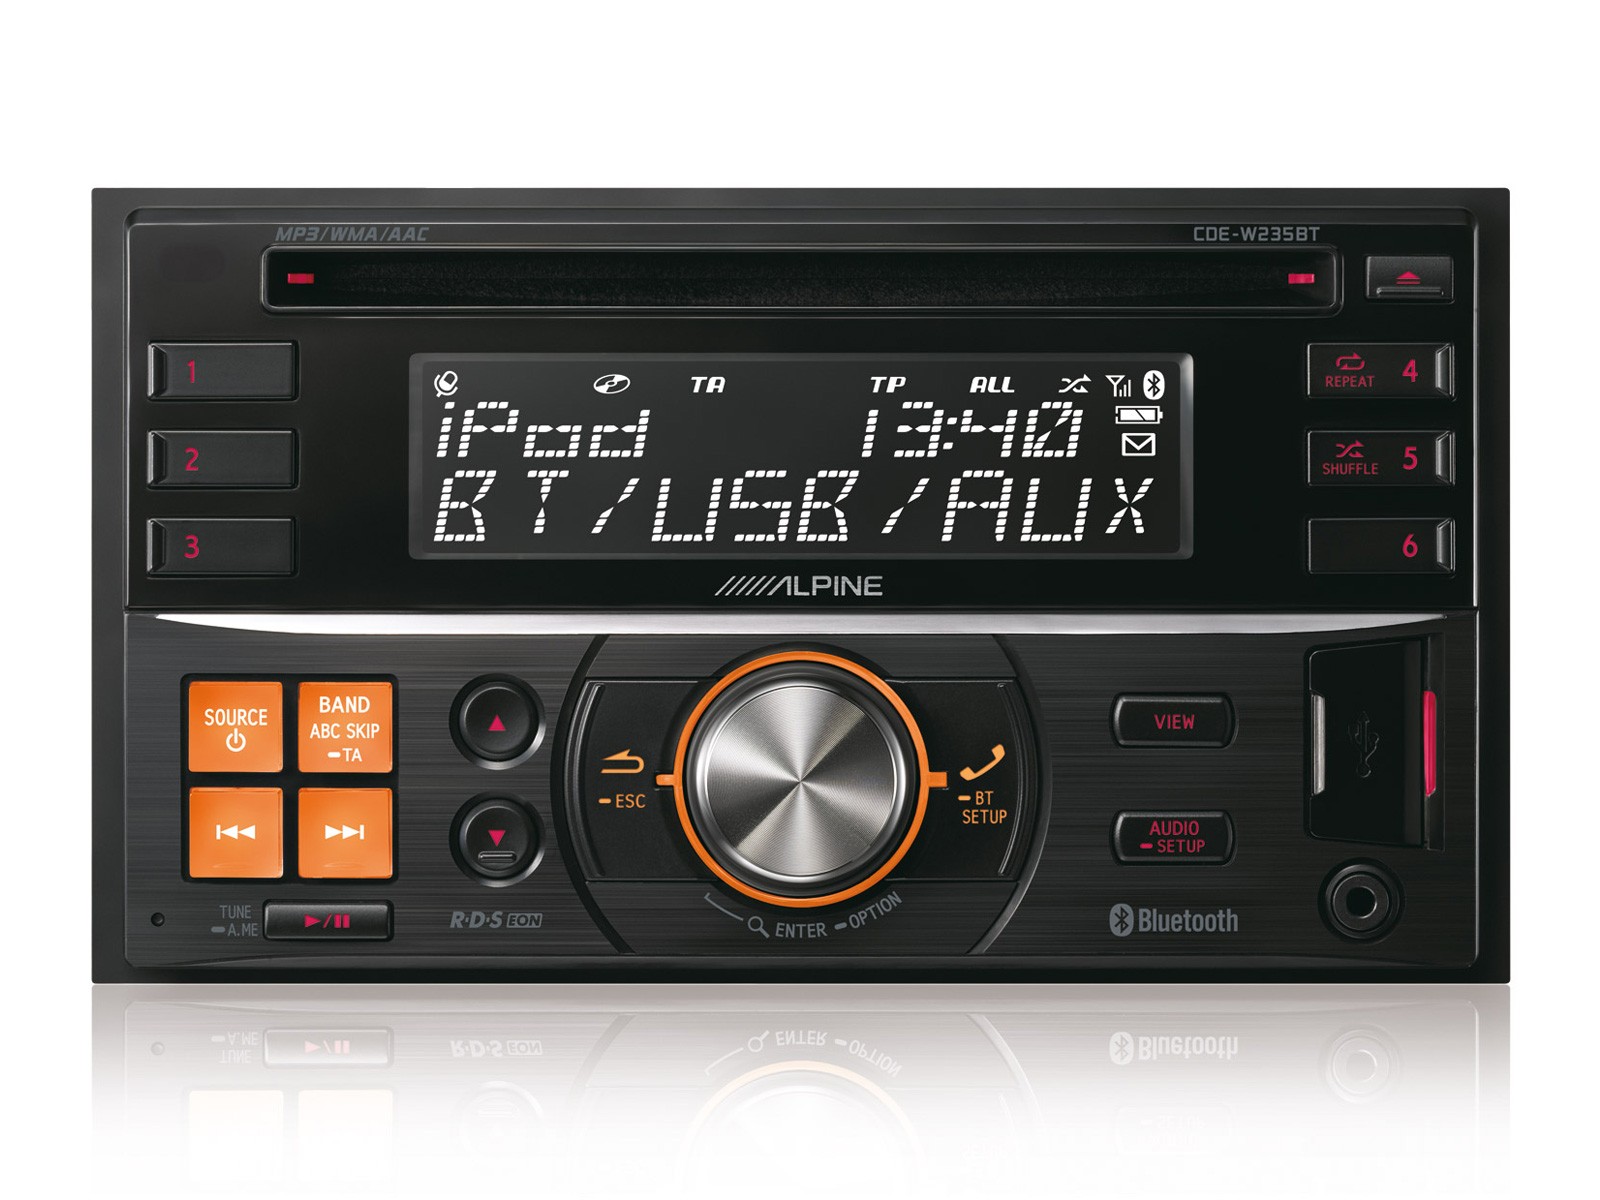 MP3/WMA/AAC
CDE-W235BT
1
2
3
REPEAT 4
SHUFFLE 5
6
TA TP ALL
iPod 13:40
BT/USB/AUX
ALPINE
SOURCE
BAND
ABC SKIP
TA
ESC
BT
SETUP
VIEW
AUDIO
SETUP
TUNE
A.ME
R·D·S EON
ENTER OPTION
Bluetooth